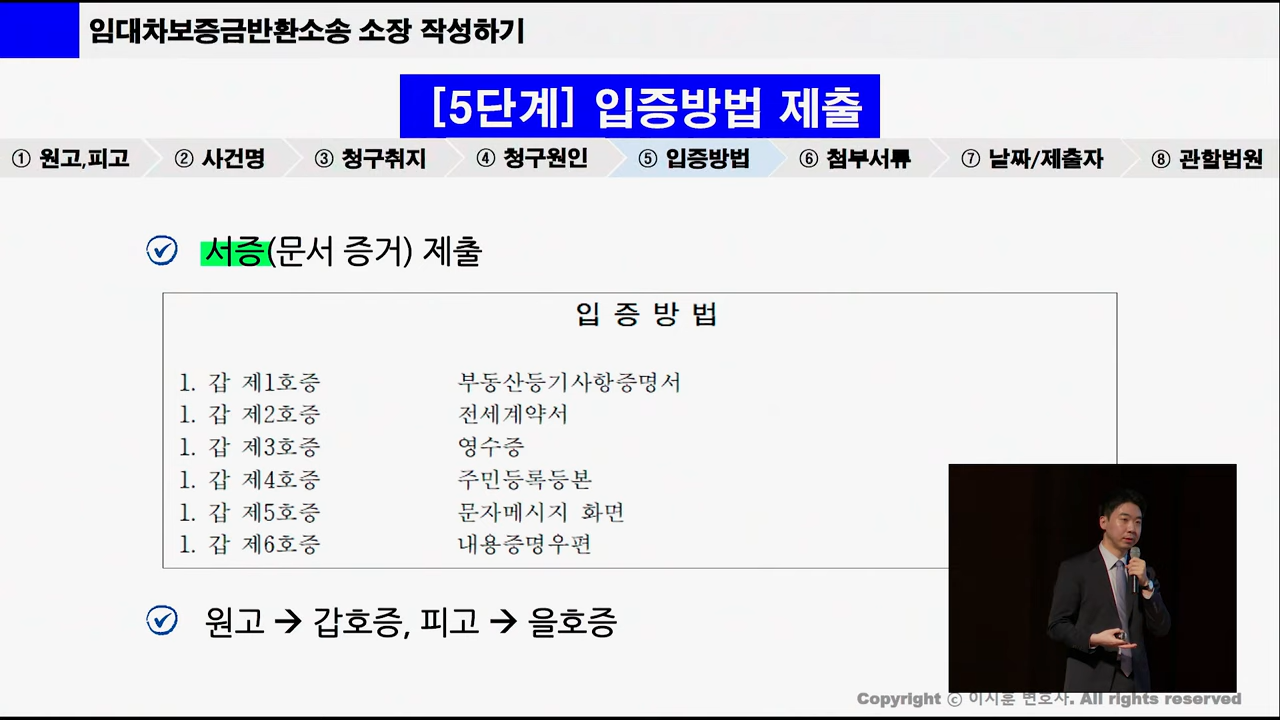 임대차보증금반환소송 소장 작성하기
[5단계] 입증방법 제출
① 원고,피고 ② 사건명 ③ 청구취지 ④ 청구원인 ⑤ 입증방법 ⑥ 첨부서류 ⑦ 날짜/제출자 ⑧ 관할법원
서증(문서 증거) 제출
입 증 방 법
1. 갑 제1호증 부동산등기사항증명서
1. 갑 제2호증 전세계약서
1. 갑 제3호증 영수증
1. 갑 제4호증 주민등록등본
1. 갑 제5호증 문자메시지 화면
1. 갑 제6호증 내용증명우편
원고 → 갑호증, 피고 → 을호증
Copyright ⓒ 이시훈 변호사. All rights reserved